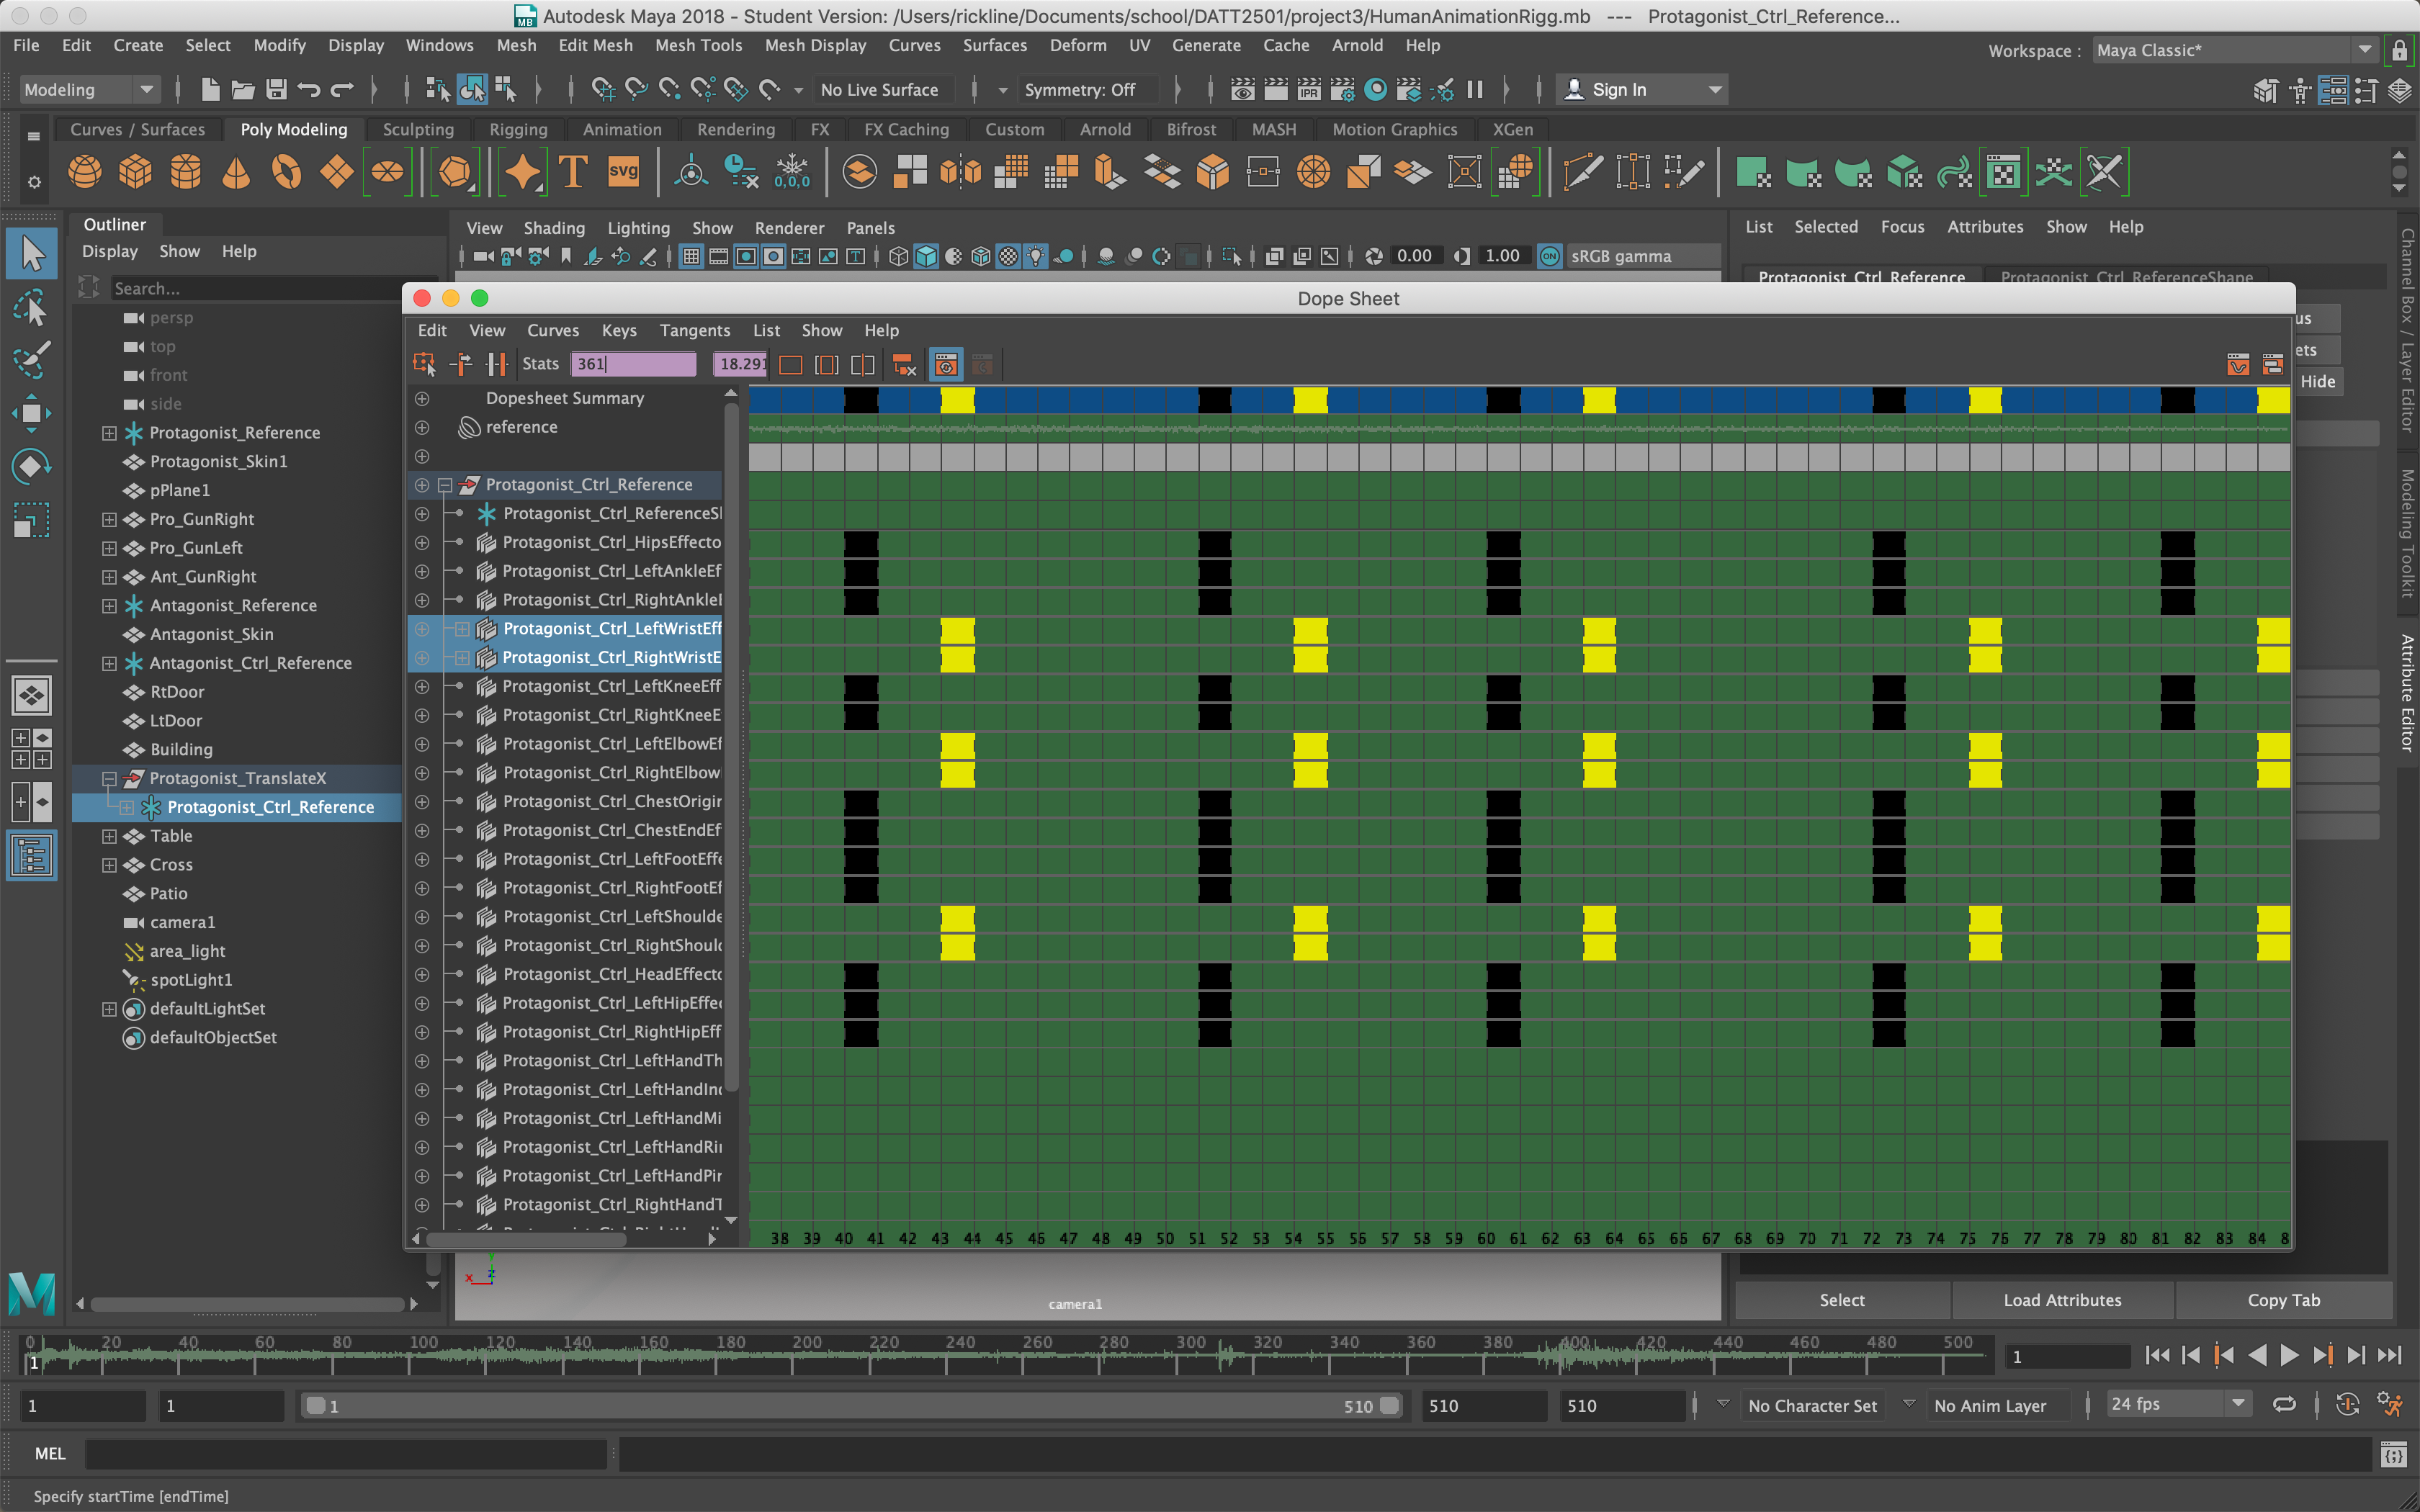 Autodesk Maya 2018 - Student Version: /Users/rickline/Documents/school/DATT2501/project3/HumanAnimationRigg.mb --- Protagonist_Ctrl_Reference...
File Edit Create Select Modify Display Windows Mesh Edit Mesh Mesh Tools Mesh Display Curves Surfaces Deform UV Generate Cache Arnold Help
Workspace : Maya Classic*
Modeling
No Live Surface
Symmetry: Off
IPR
Sign In
Curves / Surfaces Poly Modeling Sculpting Rigging Animation Rendering FX FX Caching Custom Arnold Bifrost MASH Motion Graphics XGen
T
SVG
0,0,0
Outliner
Display Show Help
Search...
persp
top
front
side
Protagonist_Reference
Protagonist_Skin1
pPlane1
Pro_GunRight
Pro_GunLeft
Ant_GunRight
Antagonist_Reference
Antagonist_Skin
Antagonist_Ctrl_Reference
RtDoor
LtDoor
Building
Protagonist_TranslateX
Protagonist_Ctrl_Reference
Table
Cross
Patio
camera1
area_light
spotLight1
defaultLightSet
defaultObjectSet
View Shading Lighting Show Renderer Panels
0.00
1.00
ON
sRGB gamma
List Selected Focus Attributes Show Help
Protagonist_Ctrl_Reference
Protagonist_Ctrl_ReferenceShape
us
ets
Hide
Channel Box / Layer Editor
Modeling Toolkit
Attribute Editor
Dope Sheet
Edit View Curves Keys Tangents List Show Help
Stats 361 18.291
Dopesheet Summary
reference
Protagonist_Ctrl_Reference
Protagonist_Ctrl_ReferenceSl
Protagonist_Ctrl_HipsEffecto
Protagonist_Ctrl_LeftAnkleEf
Protagonist_Ctrl_RightAnkleE
Protagonist_Ctrl_LeftWristEff
Protagonist_Ctrl_RightWristE
Protagonist_Ctrl_LeftKneeEff
Protagonist_Ctrl_RightKneeE
Protagonist_Ctrl_LeftElbowEf
Protagonist_Ctrl_RightElbow
Protagonist_Ctrl_ChestOrigin
Protagonist_Ctrl_ChestEndEf
Protagonist_Ctrl_LeftFootEffe
Protagonist_Ctrl_RightFootEf
Protagonist_Ctrl_LeftShoulde
Protagonist_Ctrl_RightShoul
Protagonist_Ctrl_HeadEffecto
Protagonist_Ctrl_LeftHipEffe
Protagonist_Ctrl_RightHipEff
Protagonist_Ctrl_LeftHandTh
Protagonist_Ctrl_LeftHandInd
Protagonist_Ctrl_LeftHandMi
Protagonist_Ctrl_LeftHandRin
Protagonist_Ctrl_LeftHandPin
Protagonist_Ctrl_RightHandT
38 39 40 41 42 43 44 45 46 47 48 49 50 51 52 53 54 55 56 57 58 59 60 61 62 63 64 65 66 67 68 69 70 71 72 73 74 75 76 77 78 79 80 81 82 83 84 8
x z
camera1
Select Load Attributes Copy Tab
0 20 40 60 80 100 120 140 160 180 200 220 240 260 280 300 320 340 360 380 400 420 440 460 480 500
1
1
1 1 1 510 510 510 No Character Set No Anim Layer 24 fps
MEL
Specify startTime [endTime]